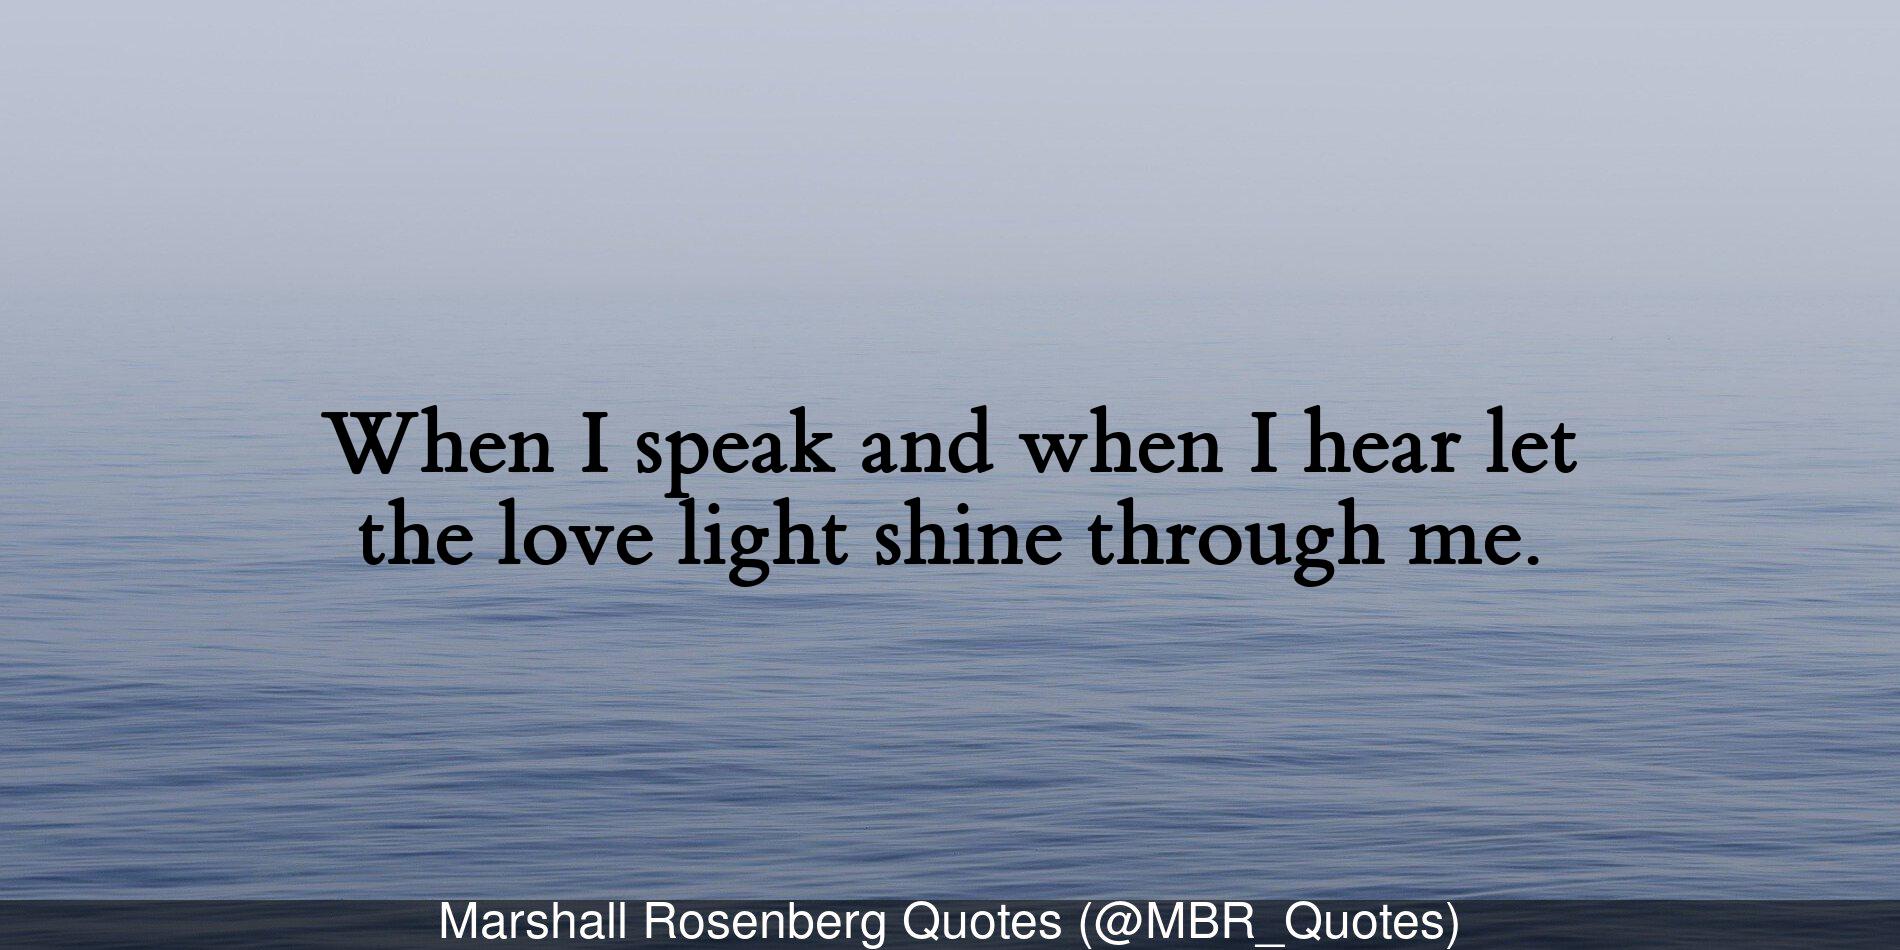 When I speak and when I hear let
the love light shine through me.
Marshall Rosenberg Quotes (@MBR_Quotes)